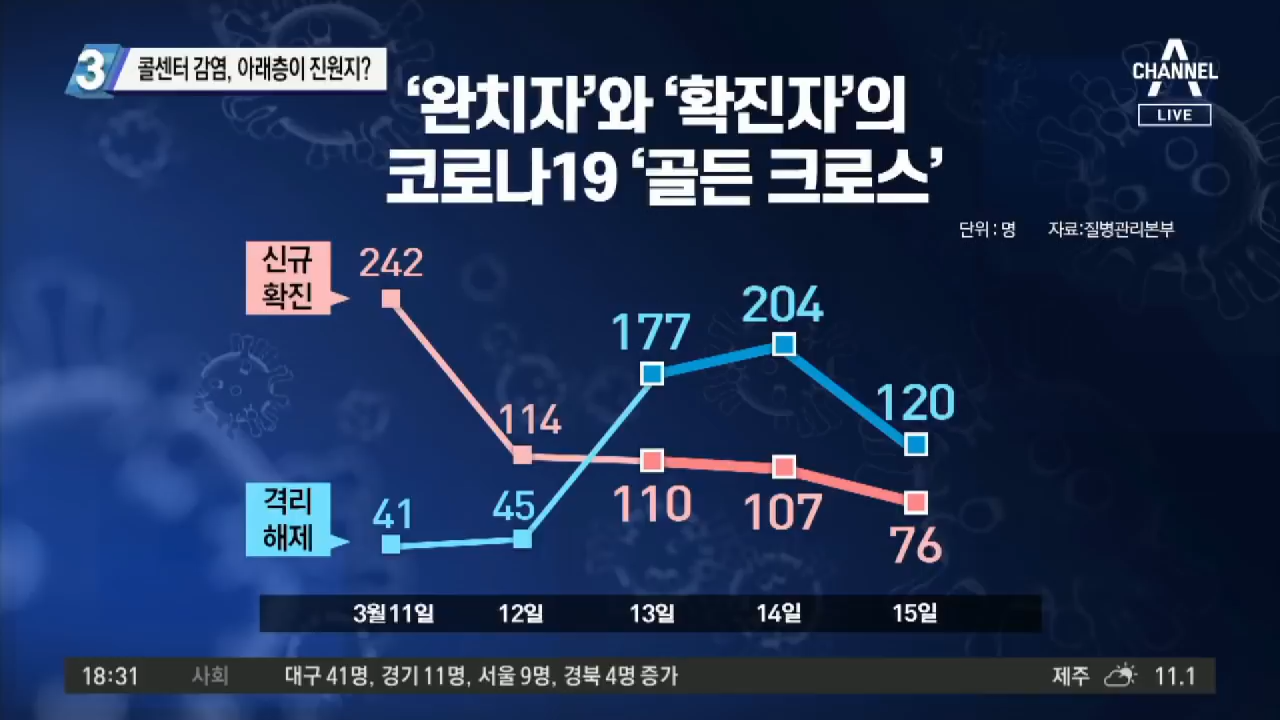 3 콜센터 감염, 아래층이 진원지?
CHANNEL A
LIVE
‘완치자’와 ‘확진자’의
코로나19 ‘골든 크로스’
단위 : 명 자료:질병관리본부
신규
확진
242
114
110
107
76
격리
해제
41
45
177
204
120
3월11일 12일 13일 14일 15일
18:31 사회 대구 41명, 경기 11명, 서울 9명, 경북 4명 증가 제주 11.1